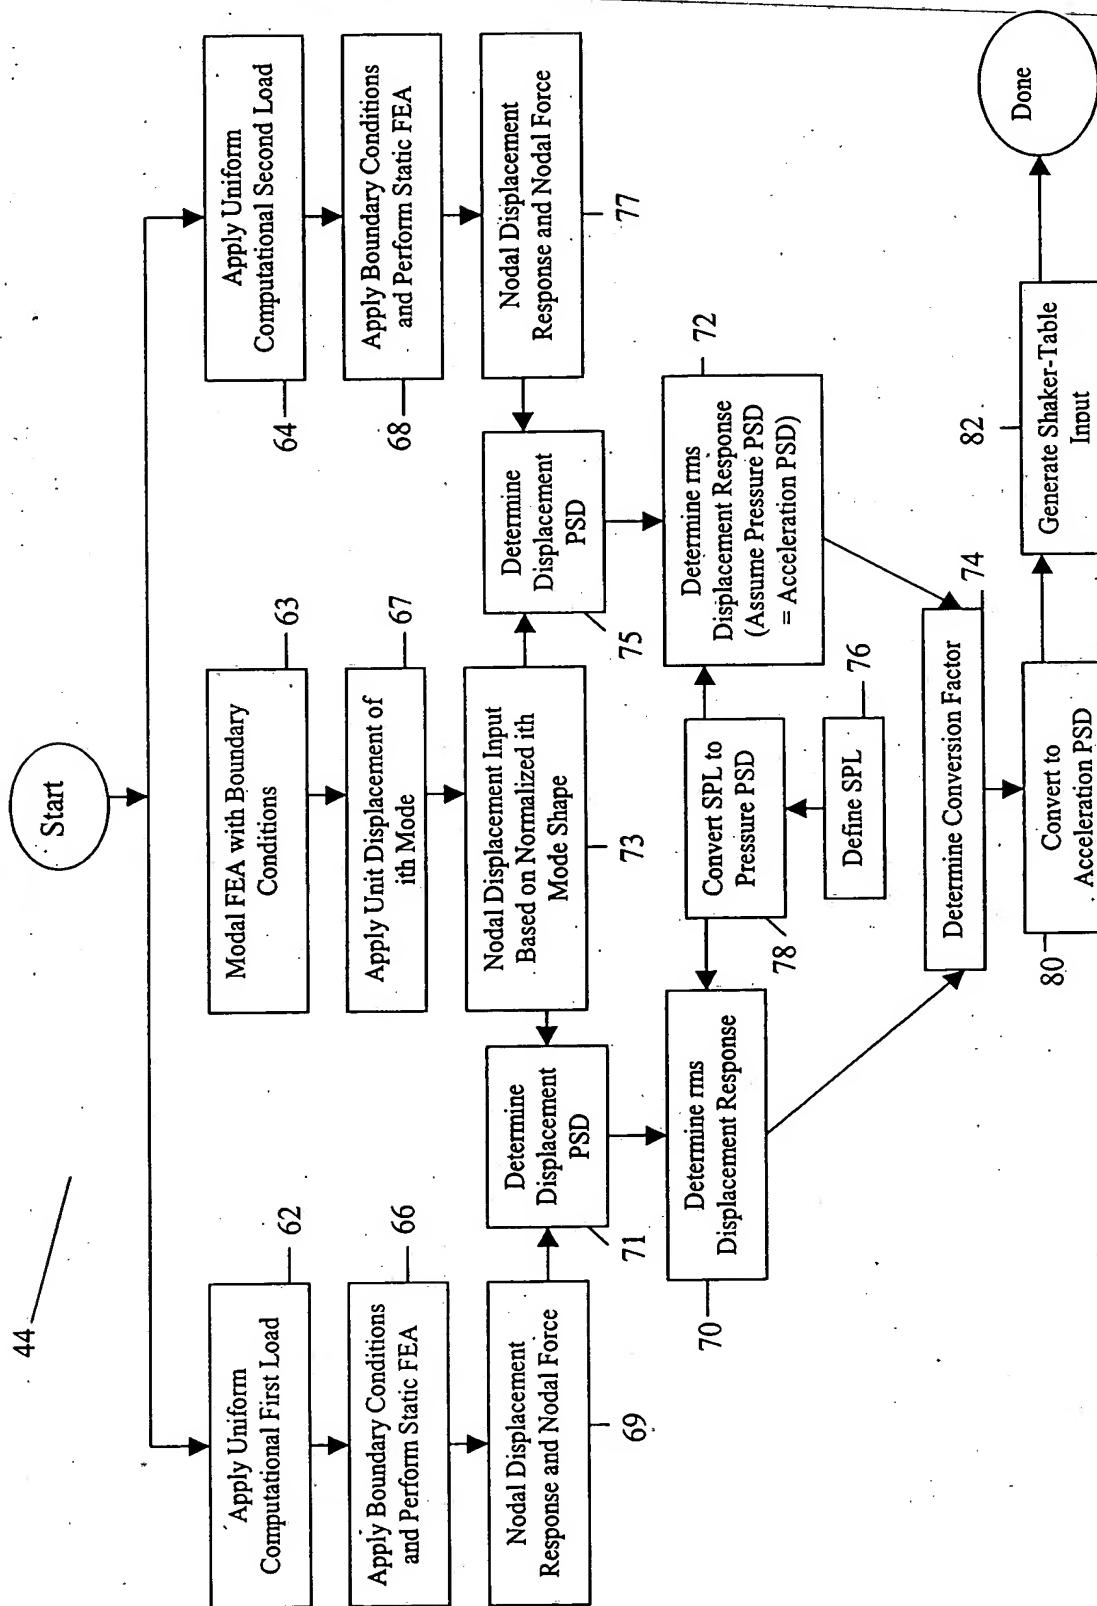 44
Start
Apply Uniform
Computational First Load
62
Modal FEA with Boundary
Conditions
63
Apply Uniform
Computational Second Load
64
Apply Boundary Conditions
and Perform Static FEA
66
Apply Unit Displacement of
ith Mode
67
Apply Boundary Conditions
and Perform Static FEA
68
Nodal Displacement
Response and Nodal Force
69
Determine
Displacement
PSD
71
Nodal Displacement Input
Based on Normalized ith
Mode Shape
73
Determine
Displacement
PSD
75
Nodal Displacement
Response and Nodal Force
77
Determine rms
Displacement Response
70
Convert SPL to
Pressure PSD
78
Determine rms
Displacement Response
(Assume Pressure PSD
= Acceleration PSD)
72
Define SPL
76
Determine Conversion Factor
74
Convert to
Acceleration PSD
80
Generate Shaker-Table
Input
82
Done